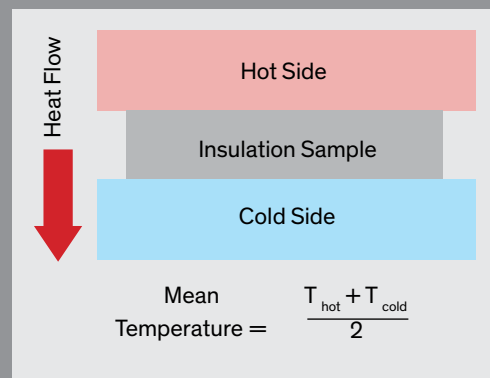 Heat Flow
Hot Side
Insulation Sample
Cold Side
Mean
Temperature =
T hot + T cold
2